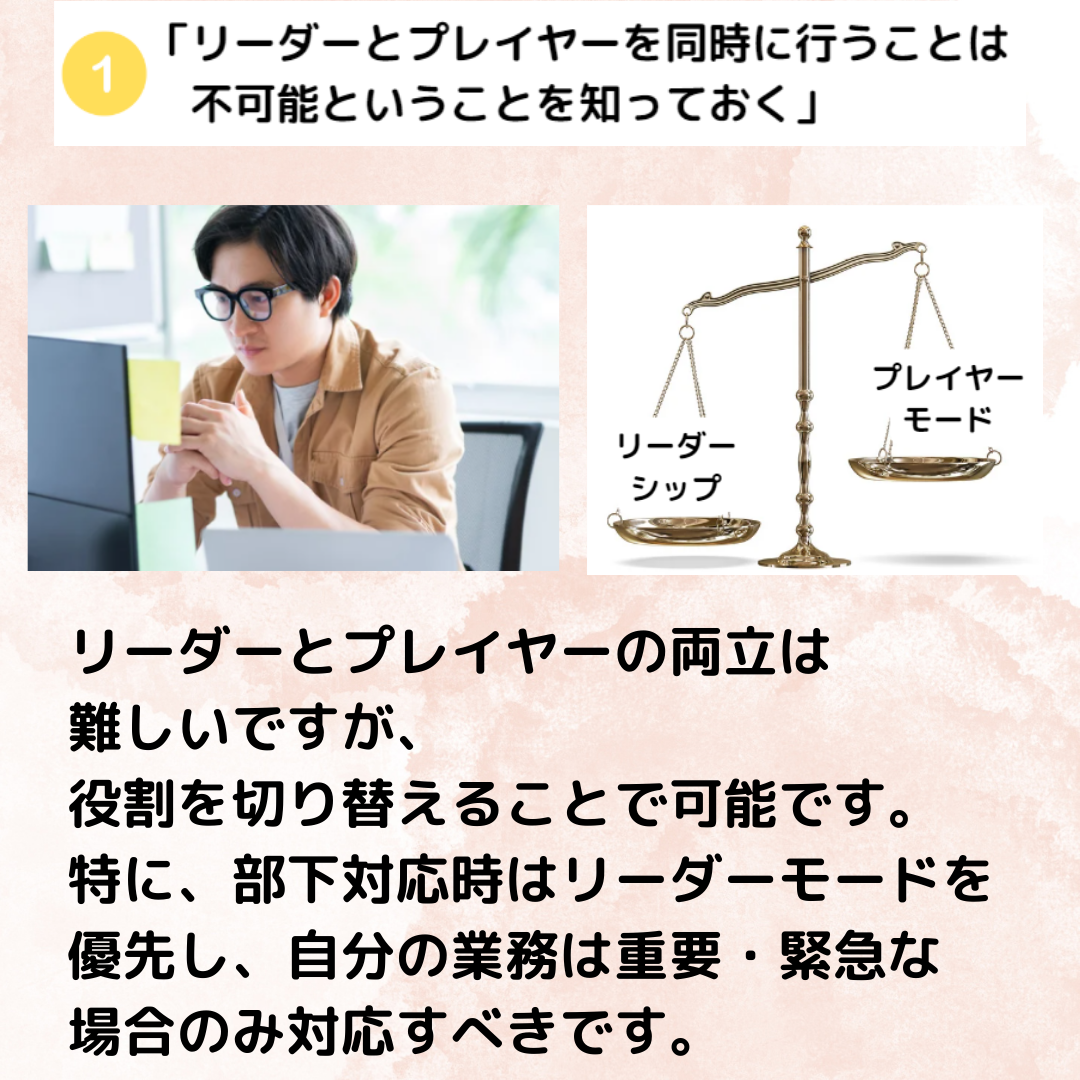 1
「リーダーとプレイヤーを同時に行うことは
不可能ということを知っておく」
リーダー
シップ
プレイヤー
モード
リーダーとプレイヤーの両立は
難しいですが、
役割を切り替えることで可能です。
特に、部下対応時はリーダーモードを
優先し、自分の業務は重要・緊急な
場合のみ対応すべきです。